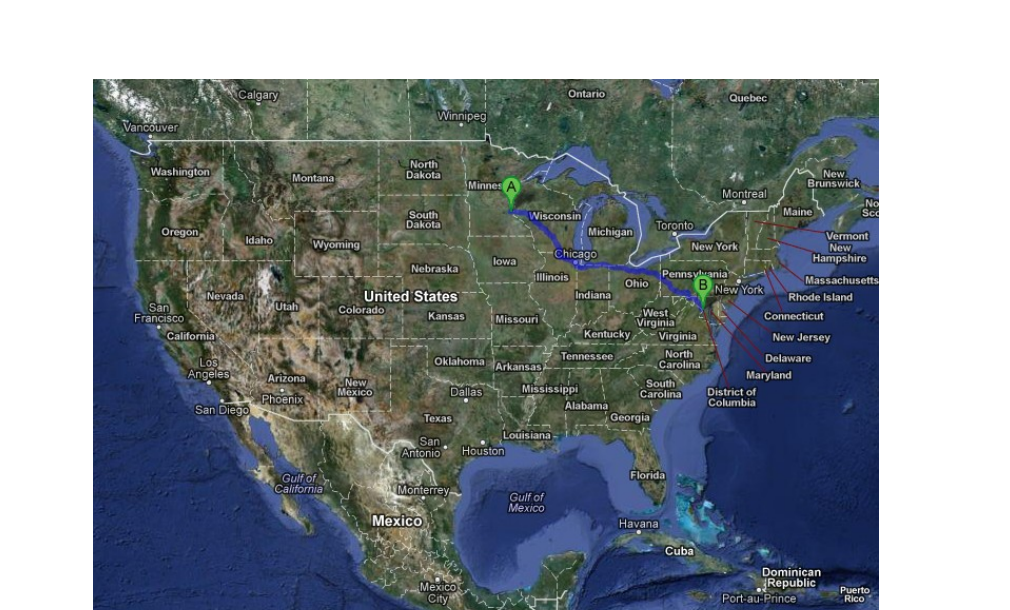 Calgary
Ontario
Quebec
Winnipeg
Vancouver
Washington
Montana
North
Dakota
Minnes
A
New
Brunswick
Montreal
No
Sco
Maine
South
Dakota
Wisconsin
Toronto
Oregon
Idaho
Wyoming
Michigan
New York
Vermont
New
Hampshire
Chicago
Iowa
Nebraska
Illinois
Pennsylvania
Ohio
B
New York
Massachusetts
Rhode Island
Nevada
Utah
Colorado
United States
Indiana
San
Francisco
Kansas
Missouri
West
Virginia
Connecticut
California
Kentucky
Virginia
New Jersey
Los
Angeles
Oklahoma
Arkansas
Tennessee
North
Carolina
Delaware
Maryland
Arizona
Phoenix
New
Mexico
Dallas
Mississippi
South
Carolina
District of
Columbia
San Diego
Texas
Alabama
Georgia
San
Antonio
Houston
Louisiana
Gulf of
California
Monterrey
Gulf of
Mexico
Florida
Mexico
Havana
Cuba
Mexico
City
Dominican
Republic
Port-au-Prince
Puerto
Rico